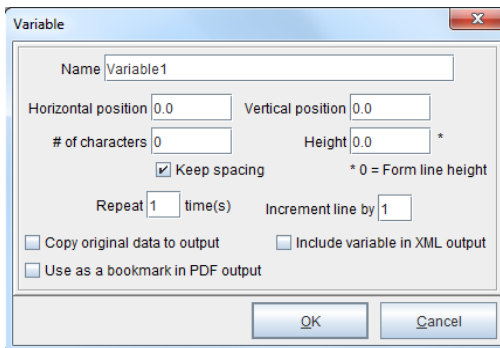 Variable
Name Variable1
Horizontal position 0.0 Vertical position 0.0
# of characters 0 Height 0.0 *
Keep spacing * 0 = Form line height
Repeat 1 time(s) Increment line by 1
Copy original data to output Include variable in XML output
Use as a bookmark in PDF output
OK Cancel